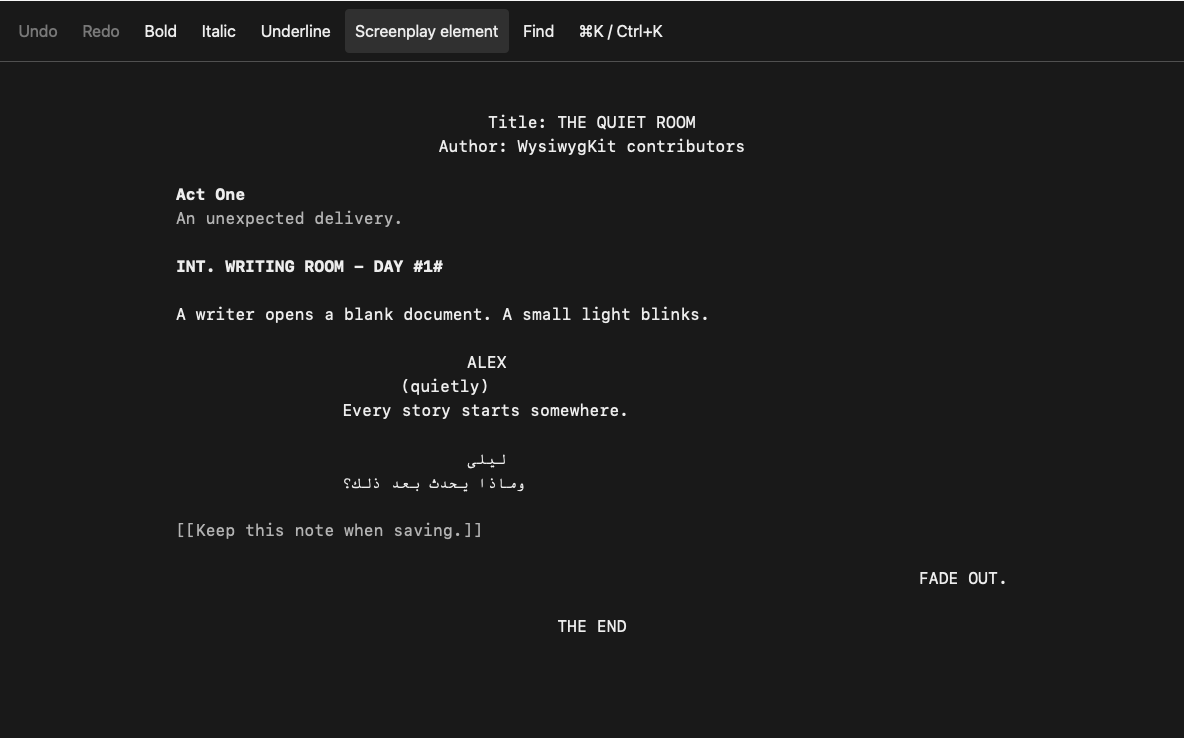 Undo Redo Bold Italic Underline Screenplay element Find ⌘K / Ctrl+K
Title: THE QUIET ROOM
Author: WysiwygKit contributors
Act One
An unexpected delivery.
INT. WRITING ROOM – DAY #1#
A writer opens a blank document. A small light blinks.
ALEX
(quietly)
Every story starts somewhere.
ليلى
وماذا يحدث بعد ذلك؟
[[Keep this note when saving.]]
FADE OUT.
THE END